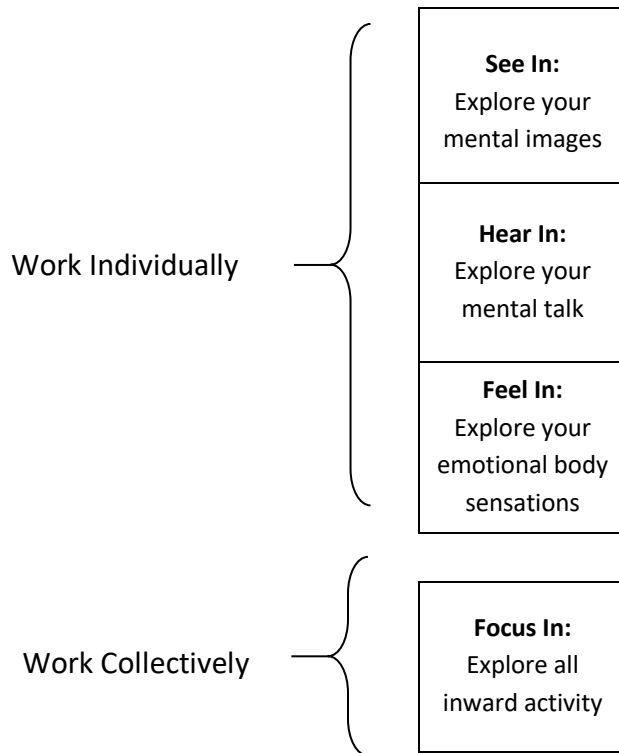 See In:
Explore your
mental images
Work Individually
Hear In:
Explore your
mental talk
Feel In:
Explore your
emotional body
sensations
Work Collectively
Focus In:
Explore all
inward activity